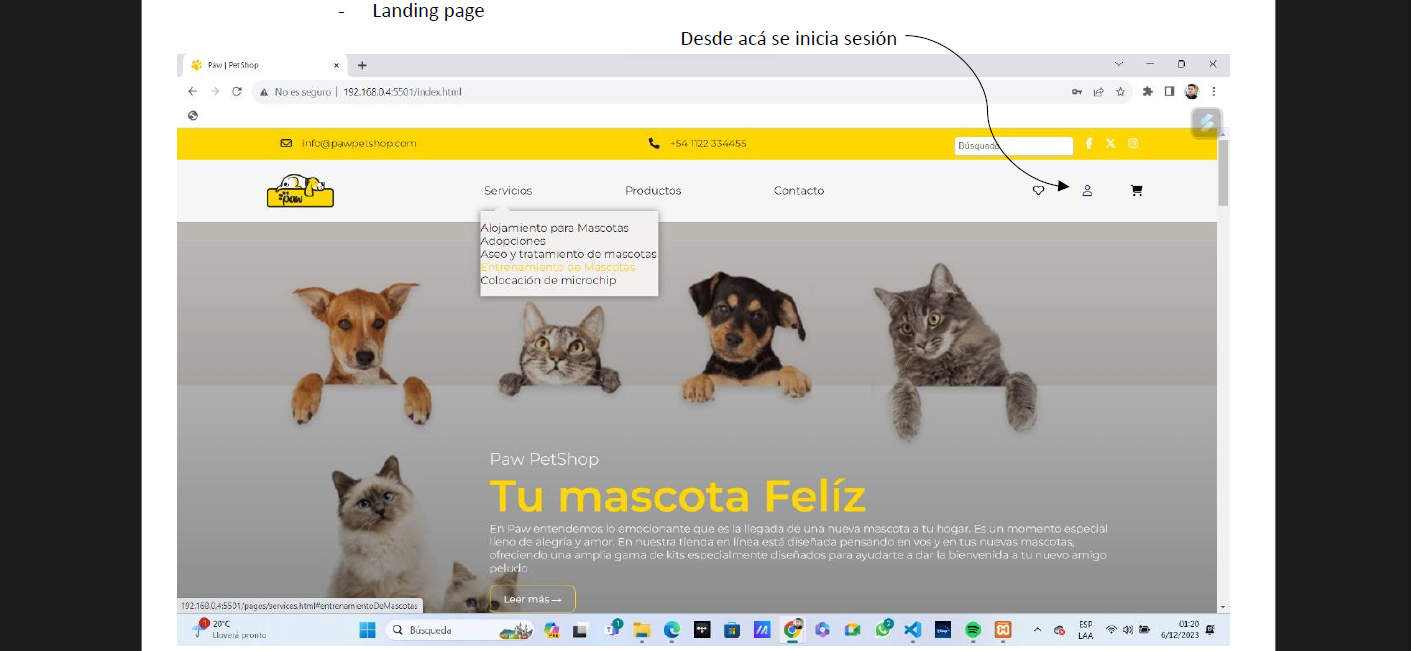 - Landing page
Desde acá se inicia sesión
Paw | PetShop
No es seguro | 192.168.0.4:5501/index.html
info@pawpetshop.com
+54 1122 334455
Búsqueda
paw
Servicios
Productos
Contacto
Alojamiento para Mascotas
Adopciones
Aseo y tratamiento de mascotas
Entrenamiento de Mascotas
Colocación de microchip
Paw PetShop
Tu mascota Felíz
En Paw entendemos lo emocionante que es la llegada de una nueva mascota a tu hogar. Es un momento especial
lleno de alegría y amor. En nuestra tienda en línea está diseñada pensando en vos y en tus nuevas mascotas,
ofreciendo una amplia gama de kits especialmente diseñados para ayudarte a dar la bienvenida a tu nuevo amigo
peludo .
Leer más →
192.168.0.4:5501/pages/services.html#entrenamientoDeMascotas
1
20°C
Lloverá pronto
Búsqueda
1
2
ESP
LAA
01:20
6/12/2023